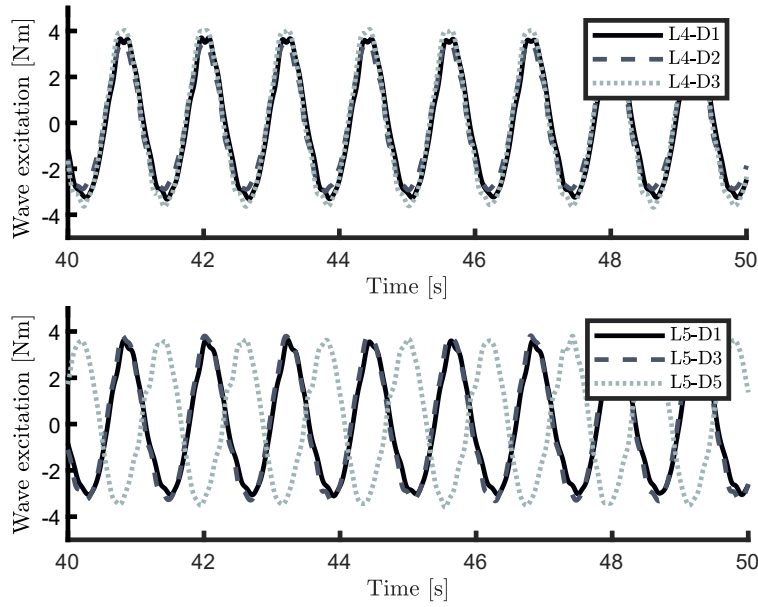 Wave excitation [Nm]
4
2
0
-2
-4
40
42
44
46
48
50
Time [s]
L4-D1
L4-D2
L4-D3
Wave excitation [Nm]
4
2
0
-2
-4
40
42
44
46
48
50
Time [s]
L5-D1
L5-D3
L5-D5